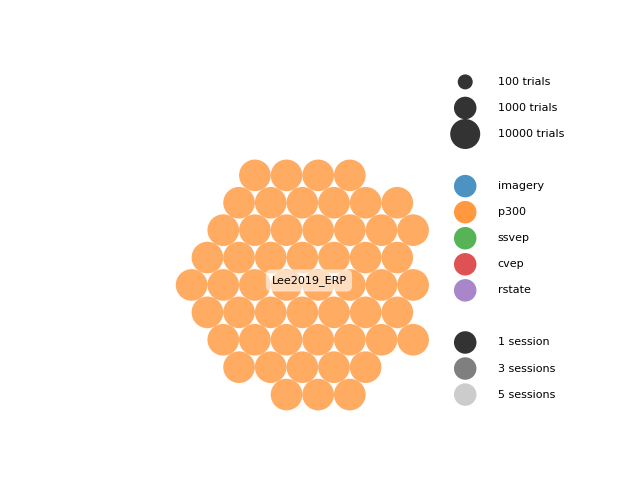 100 trials
1000 trials
10000 trials
imagery
p300
ssvep
cvep
rstate
1 session
3 sessions
5 sessions
Lee2019_ERP